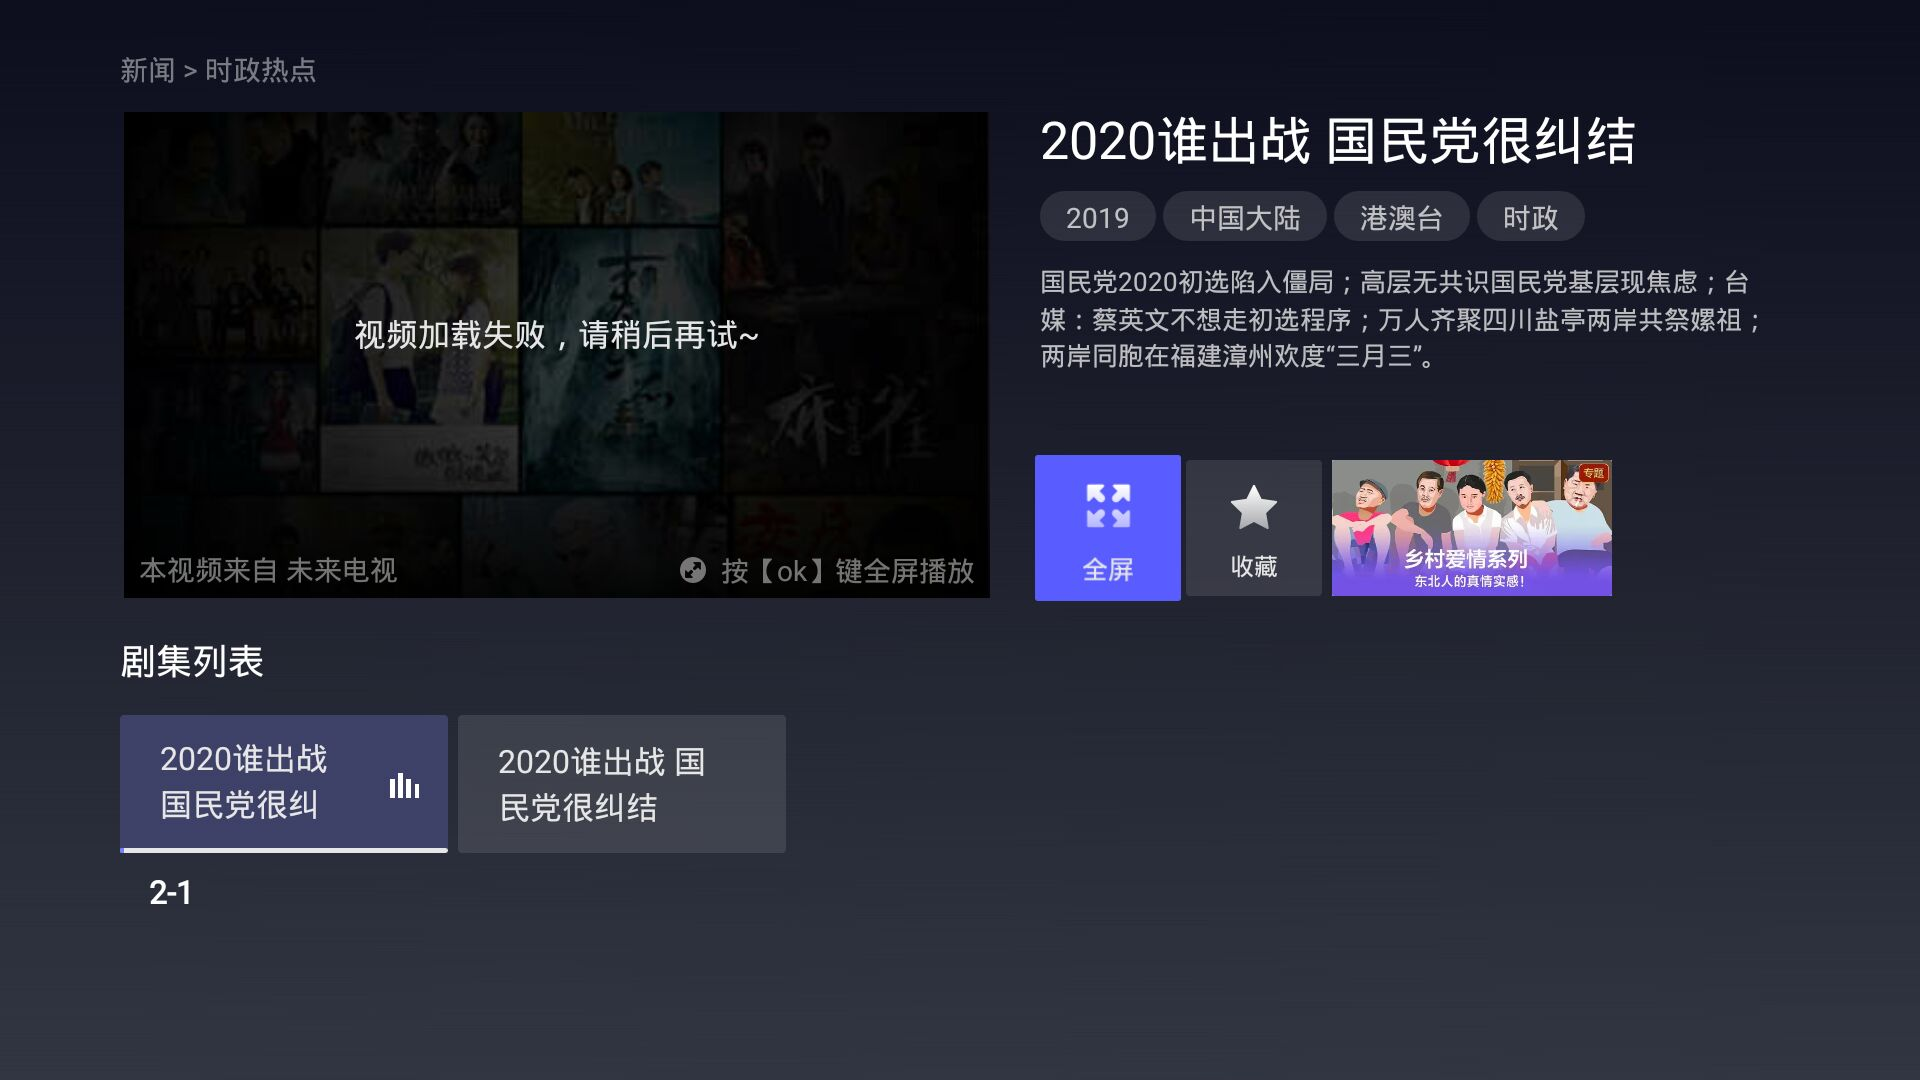 新闻 > 时政热点
2020谁出战 国民党很纠结
2019
中国大陆
港澳台
时政
国民党2020初选陷入僵局；高层无共识国民党基层现焦虑；台
媒：蔡英文不想走初选程序；万人齐聚四川盐亭两岸共祭嫘祖；
两岸同胞在福建漳州欢度“三月三”。
视频加载失败，请稍后再试~
麻雀
本视频来自 未来电视
按【ok】键全屏播放
全屏
收藏
专题
乡村爱情系列
东北人的真情实感！
剧集列表
2020谁出战
国民党很纠
2020谁出战 国
民党很纠结
2-1